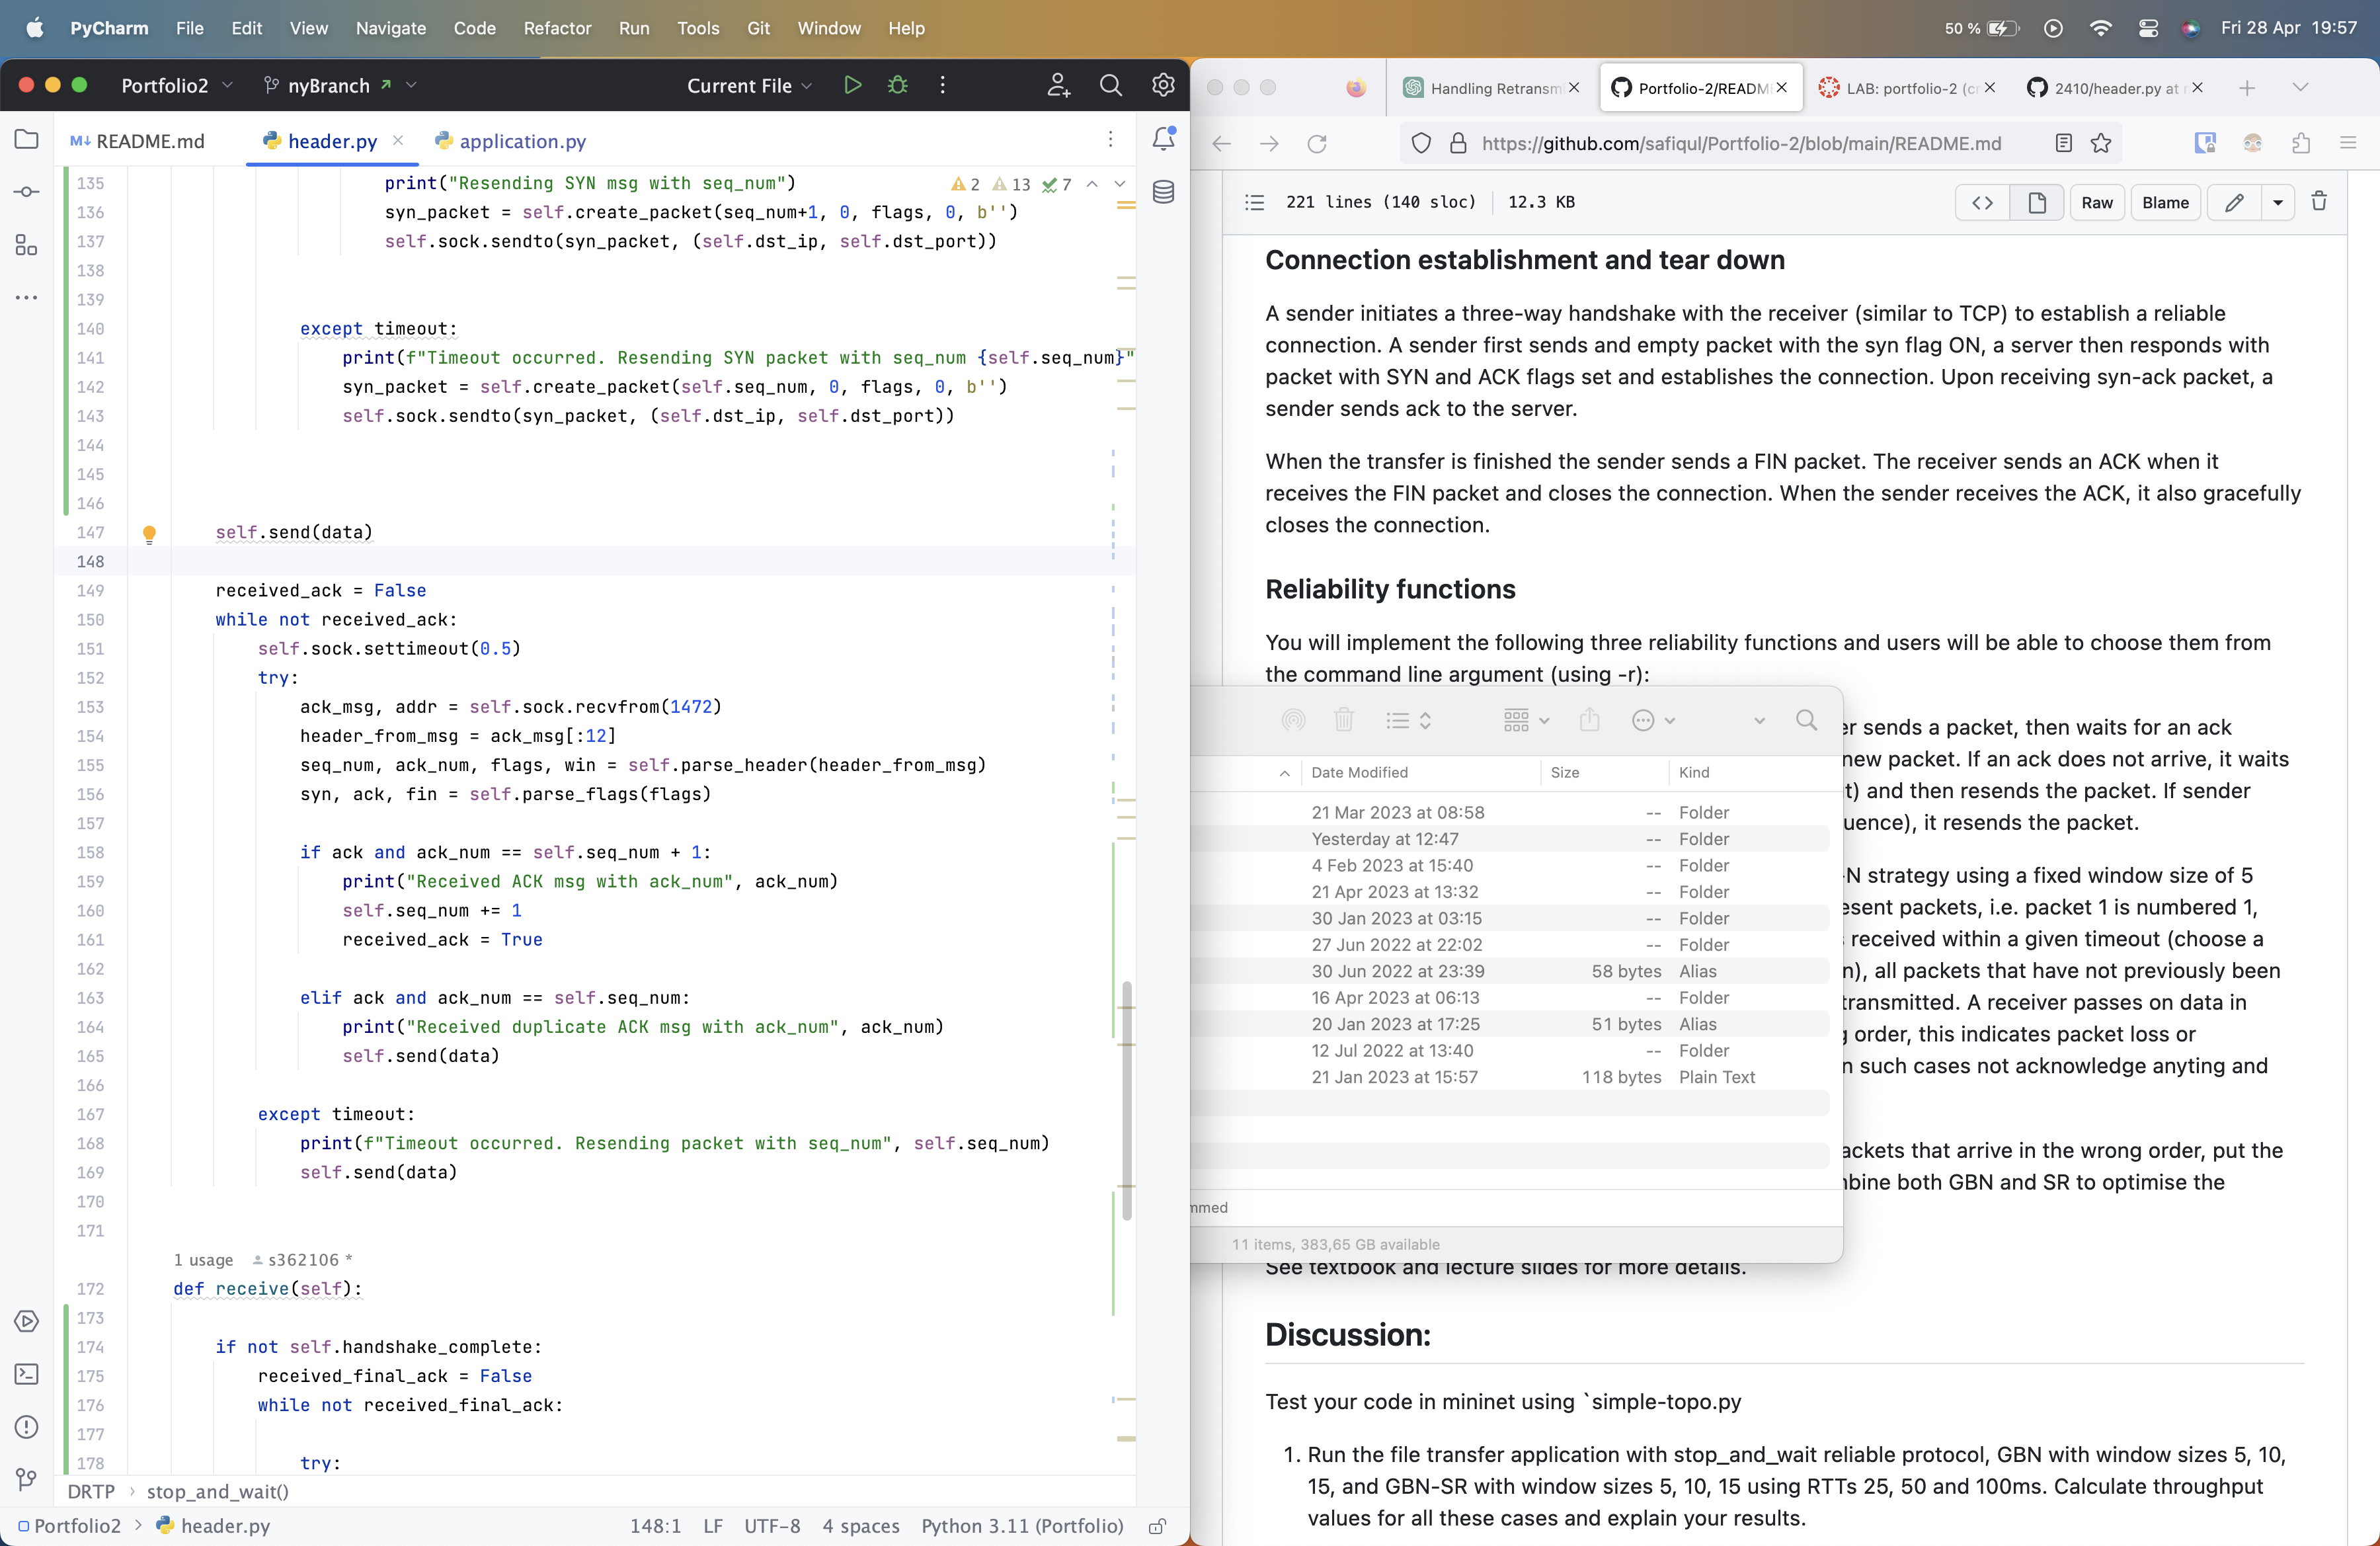 PyCharm File Edit View Navigate Code Refactor Run Tools Git Window Help
50 % Fri 28 Apr 19:57
Portfolio2 nyBranch Current File
README.md header.py application.py
2 13 7
135 print("Resending SYN msg with seq_num")
136 syn_packet = self.create_packet(seq_num+1, 0, flags, 0, b'')
137 self.sock.sendto(syn_packet, (self.dst_ip, self.dst_port))
138
139
140 except timeout:
141 print(f"Timeout occurred. Resending SYN packet with seq_num {self.seq_num}"
142 syn_packet = self.create_packet(self.seq_num, 0, flags, 0, b'')
143 self.sock.sendto(syn_packet, (self.dst_ip, self.dst_port))
144
145
146
147 self.send(data)
148
149 received_ack = False
150 while not received_ack:
151 self.sock.settimeout(0.5)
152 try:
153 ack_msg, addr = self.sock.recvfrom(1472)
154 header_from_msg = ack_msg[:12]
155 seq_num, ack_num, flags, win = self.parse_header(header_from_msg)
156 syn, ack, fin = self.parse_flags(flags)
157
158 if ack and ack_num == self.seq_num + 1:
159 print("Received ACK msg with ack_num", ack_num)
160 self.seq_num += 1
161 received_ack = True
162
163 elif ack and ack_num == self.seq_num:
164 print("Received duplicate ACK msg with ack_num", ack_num)
165 self.send(data)
166
167 except timeout:
168 print(f"Timeout occurred. Resending packet with seq_num", self.seq_num)
169 self.send(data)
170
171
1 usage s362106 *
172 def receive(self):
173
174 if not self.handshake_complete:
175 received_final_ack = False
176 while not received_final_ack:
177
178 try:
DRTP › stop_and_wait()
Portfolio2 > header.py 148:1 LF UTF-8 4 spaces Python 3.11 (Portfolio)
Handling Retransm Portfolio-2/READM LAB: portfolio-2 (cr 2410/header.py at
https://github.com/safiqul/Portfolio-2/blob/main/README.md
221 lines (140 sloc) 12.3 KB Raw Blame
Connection establishment and tear down
A sender initiates a three-way handshake with the receiver (similar to TCP) to establish a reliable
connection. A sender first sends and empty packet with the syn flag ON, a server then responds with
packet with SYN and ACK flags set and establishes the connection. Upon receiving syn-ack packet, a
sender sends ack to the server.
When the transfer is finished the sender sends a FIN packet. The receiver sends an ACK when it
receives the FIN packet and closes the connection. When the sender receives the ACK, it also gracefully
closes the connection.
Reliability functions
You will implement the following three reliability functions and users will be able to choose them from
the command line argument (using -r):
er sends a packet, then waits for an ack
new packet. If an ack does not arrive, it waits
t) and then resends the packet. If sender
uence), it resends the packet.
-N strategy using a fixed window size of 5
esent packets, i.e. packet 1 is numbered 1,
received within a given timeout (choose a
n), all packets that have not previously been
transmitted. A receiver passes on data in
g order, this indicates packet loss or
n such cases not acknowledge anyting and
ackets that arrive in the wrong order, put the
nbine both GBN and SR to optimise the
Date Modified Size Kind
21 Mar 2023 at 08:58 -- Folder
Yesterday at 12:47 -- Folder
4 Feb 2023 at 15:40 -- Folder
21 Apr 2023 at 13:32 -- Folder
30 Jan 2023 at 03:15 -- Folder
27 Jun 2022 at 22:02 -- Folder
30 Jun 2022 at 23:39 58 bytes Alias
16 Apr 2023 at 06:13 -- Folder
20 Jan 2023 at 17:25 51 bytes Alias
12 Jul 2022 at 13:40 -- Folder
21 Jan 2023 at 15:57 118 bytes Plain Text
mmed
11 items, 383,65 GB available
See textbook and lecture slides for more details.
Discussion:
Test your code in mininet using `simple-topo.py
1. Run the file transfer application with stop_and_wait reliable protocol, GBN with window sizes 5, 10,
15, and GBN-SR with window sizes 5, 10, 15 using RTTs 25, 50 and 100ms. Calculate throughput
values for all these cases and explain your results.